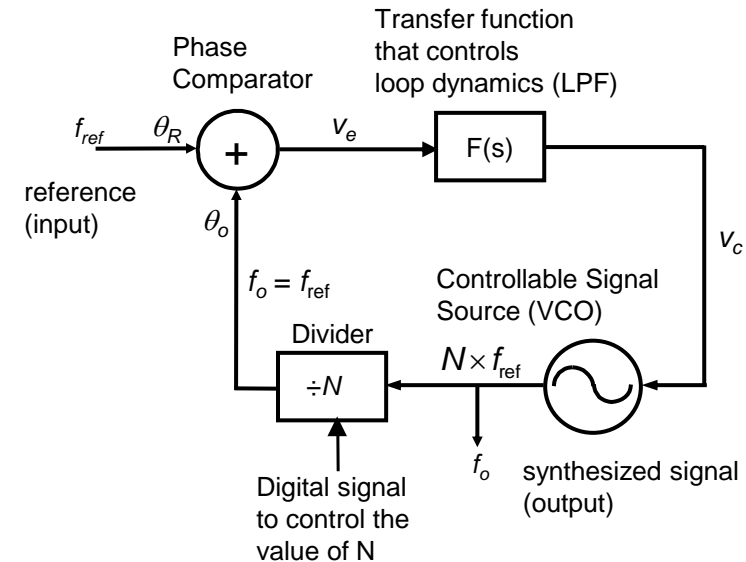 Transfer function
that controls
loop dynamics (LPF)
Phase
Comparator
f_ref
θ_R
+
v_e
F(s)
reference
(input)
θ_o
v_c
f_o = f_ref
Controllable Signal
Source (VCO)
Divider
÷N
N × f_ref
f_o
synthesized signal
(output)
Digital signal
to control the
value of N